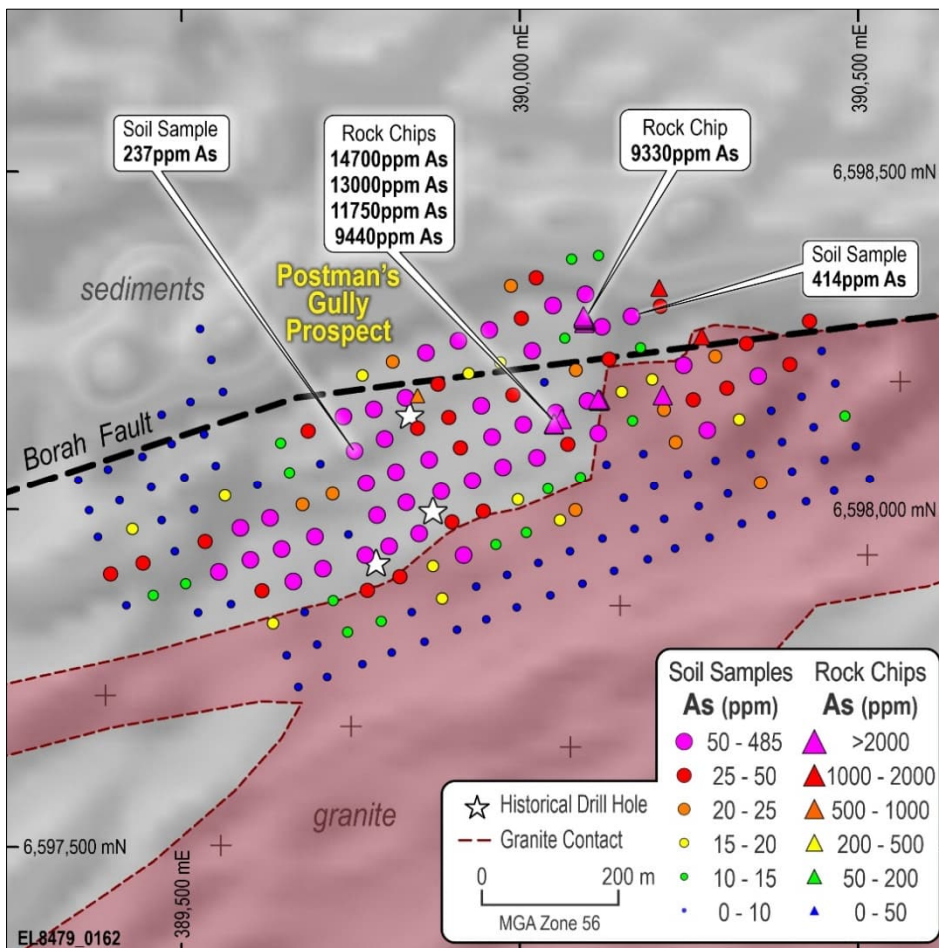 390,000 mE
390,500 mE
Soil Sample
237ppm As
Rock Chips
14700ppm As
13000ppm As
11750ppm As
9440ppm As
Rock Chip
9330ppm As
6,598,500 mN
Soil Sample
414ppm As
sediments
Postman's
Gully
Prospect
Borah Fault
6,598,000 mN
granite
6,597,500 mN
389,500 mE
EL8479_0162
Soil Samples
As (ppm)
50 - 485
25 - 50
20 - 25
15 - 20
10 - 15
0 - 10
Rock Chips
As (ppm)
>2000
1000 - 2000
500 - 1000
200 - 500
50 - 200
0 - 50
Historical Drill Hole
Granite Contact
0 200 m
MGA Zone 56